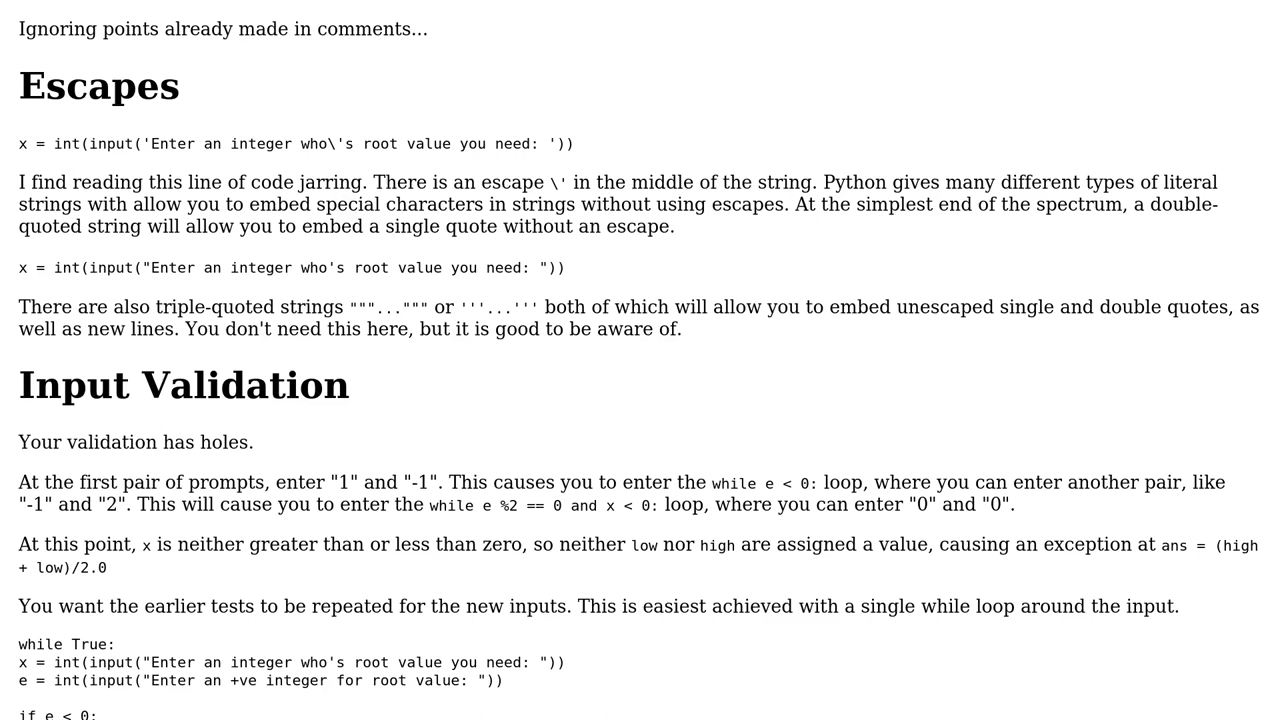 Ignoring points already made in comments...
Escapes
x = int(input('Enter an integer who\'s root value you need: '))
I find reading this line of code jarring. There is an escape \' in the middle of the string. Python gives many different types of literal
strings with allow you to embed special characters in strings without using escapes. At the simplest end of the spectrum, a double-
quoted string will allow you to embed a single quote without an escape.
x = int(input("Enter an integer who's root value you need: "))
There are also triple-quoted strings """...""" or '''...''' both of which will allow you to embed unescaped single and double quotes, as
well as new lines. You don't need this here, but it is good to be aware of.
Input Validation
Your validation has holes.
At the first pair of prompts, enter "1" and "-1". This causes you to enter the while e < 0: loop, where you can enter another pair, like
"-1" and "2". This will cause you to enter the while e %2 == 0 and x < 0: loop, where you can enter "0" and "0".
At this point, x is neither greater than or less than zero, so neither low nor high are assigned a value, causing an exception at ans = (high
+ low)/2.0
You want the earlier tests to be repeated for the new inputs. This is easiest achieved with a single while loop around the input.
while True:
x = int(input("Enter an integer who's root value you need: "))
e = int(input("Enter an +ve integer for root value: "))
if e < 0: